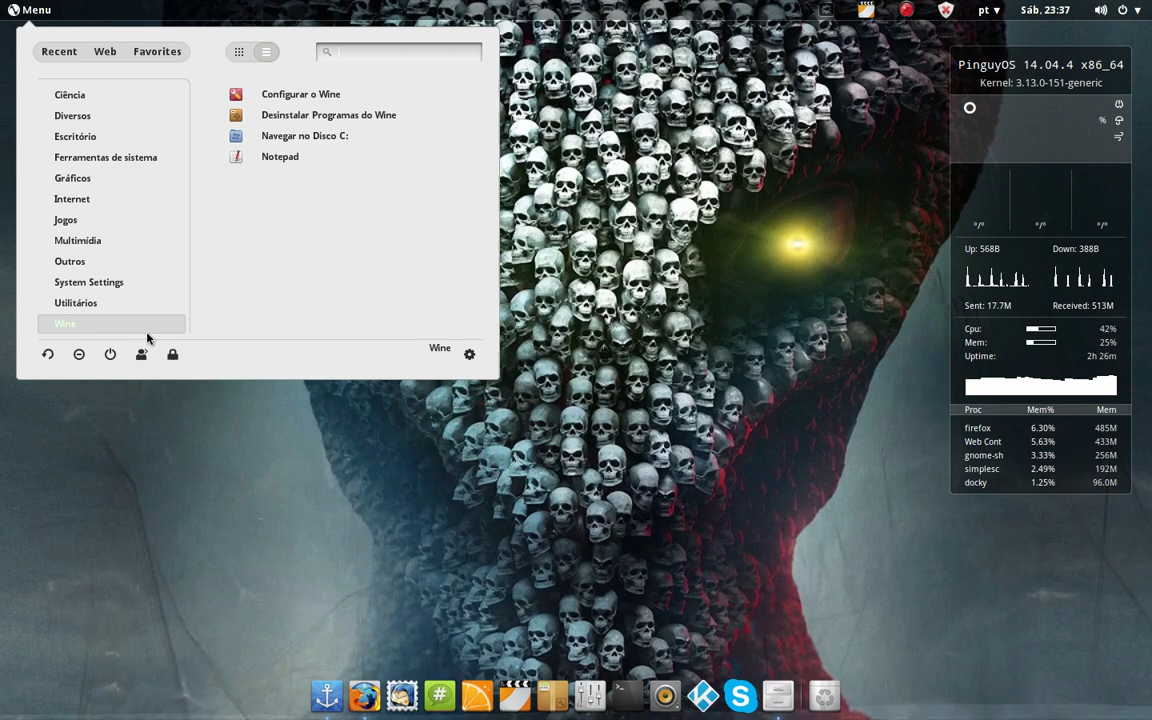 Menu
pt ▾
Sáb, 23:37
Recent Web Favorites
Ciência
Diversos
Escritório
Ferramentas de sistema
Gráficos
Internet
Jogos
Multimídia
Outros
System Settings
Utilitários
Wine
Configurar o Wine
Desinstalar Programas do Wine
Navegar no Disco C:
Notepad
Wine
PinguyOS 14.04.4 x86_64
Kernel: 3.13.0-151-generic
%
°/° °/° °/°
Up: 568B Down: 388B
Sent: 17.7M Received: 513M
Cpu: 42%
Mem: 25%
Uptime: 2h 26m
Proc Mem% Mem
firefox 6.30% 485M
Web Cont 5.63% 433M
gnome-sh 3.33% 256M
simplesc 2.49% 192M
docky 1.25% 96.0M